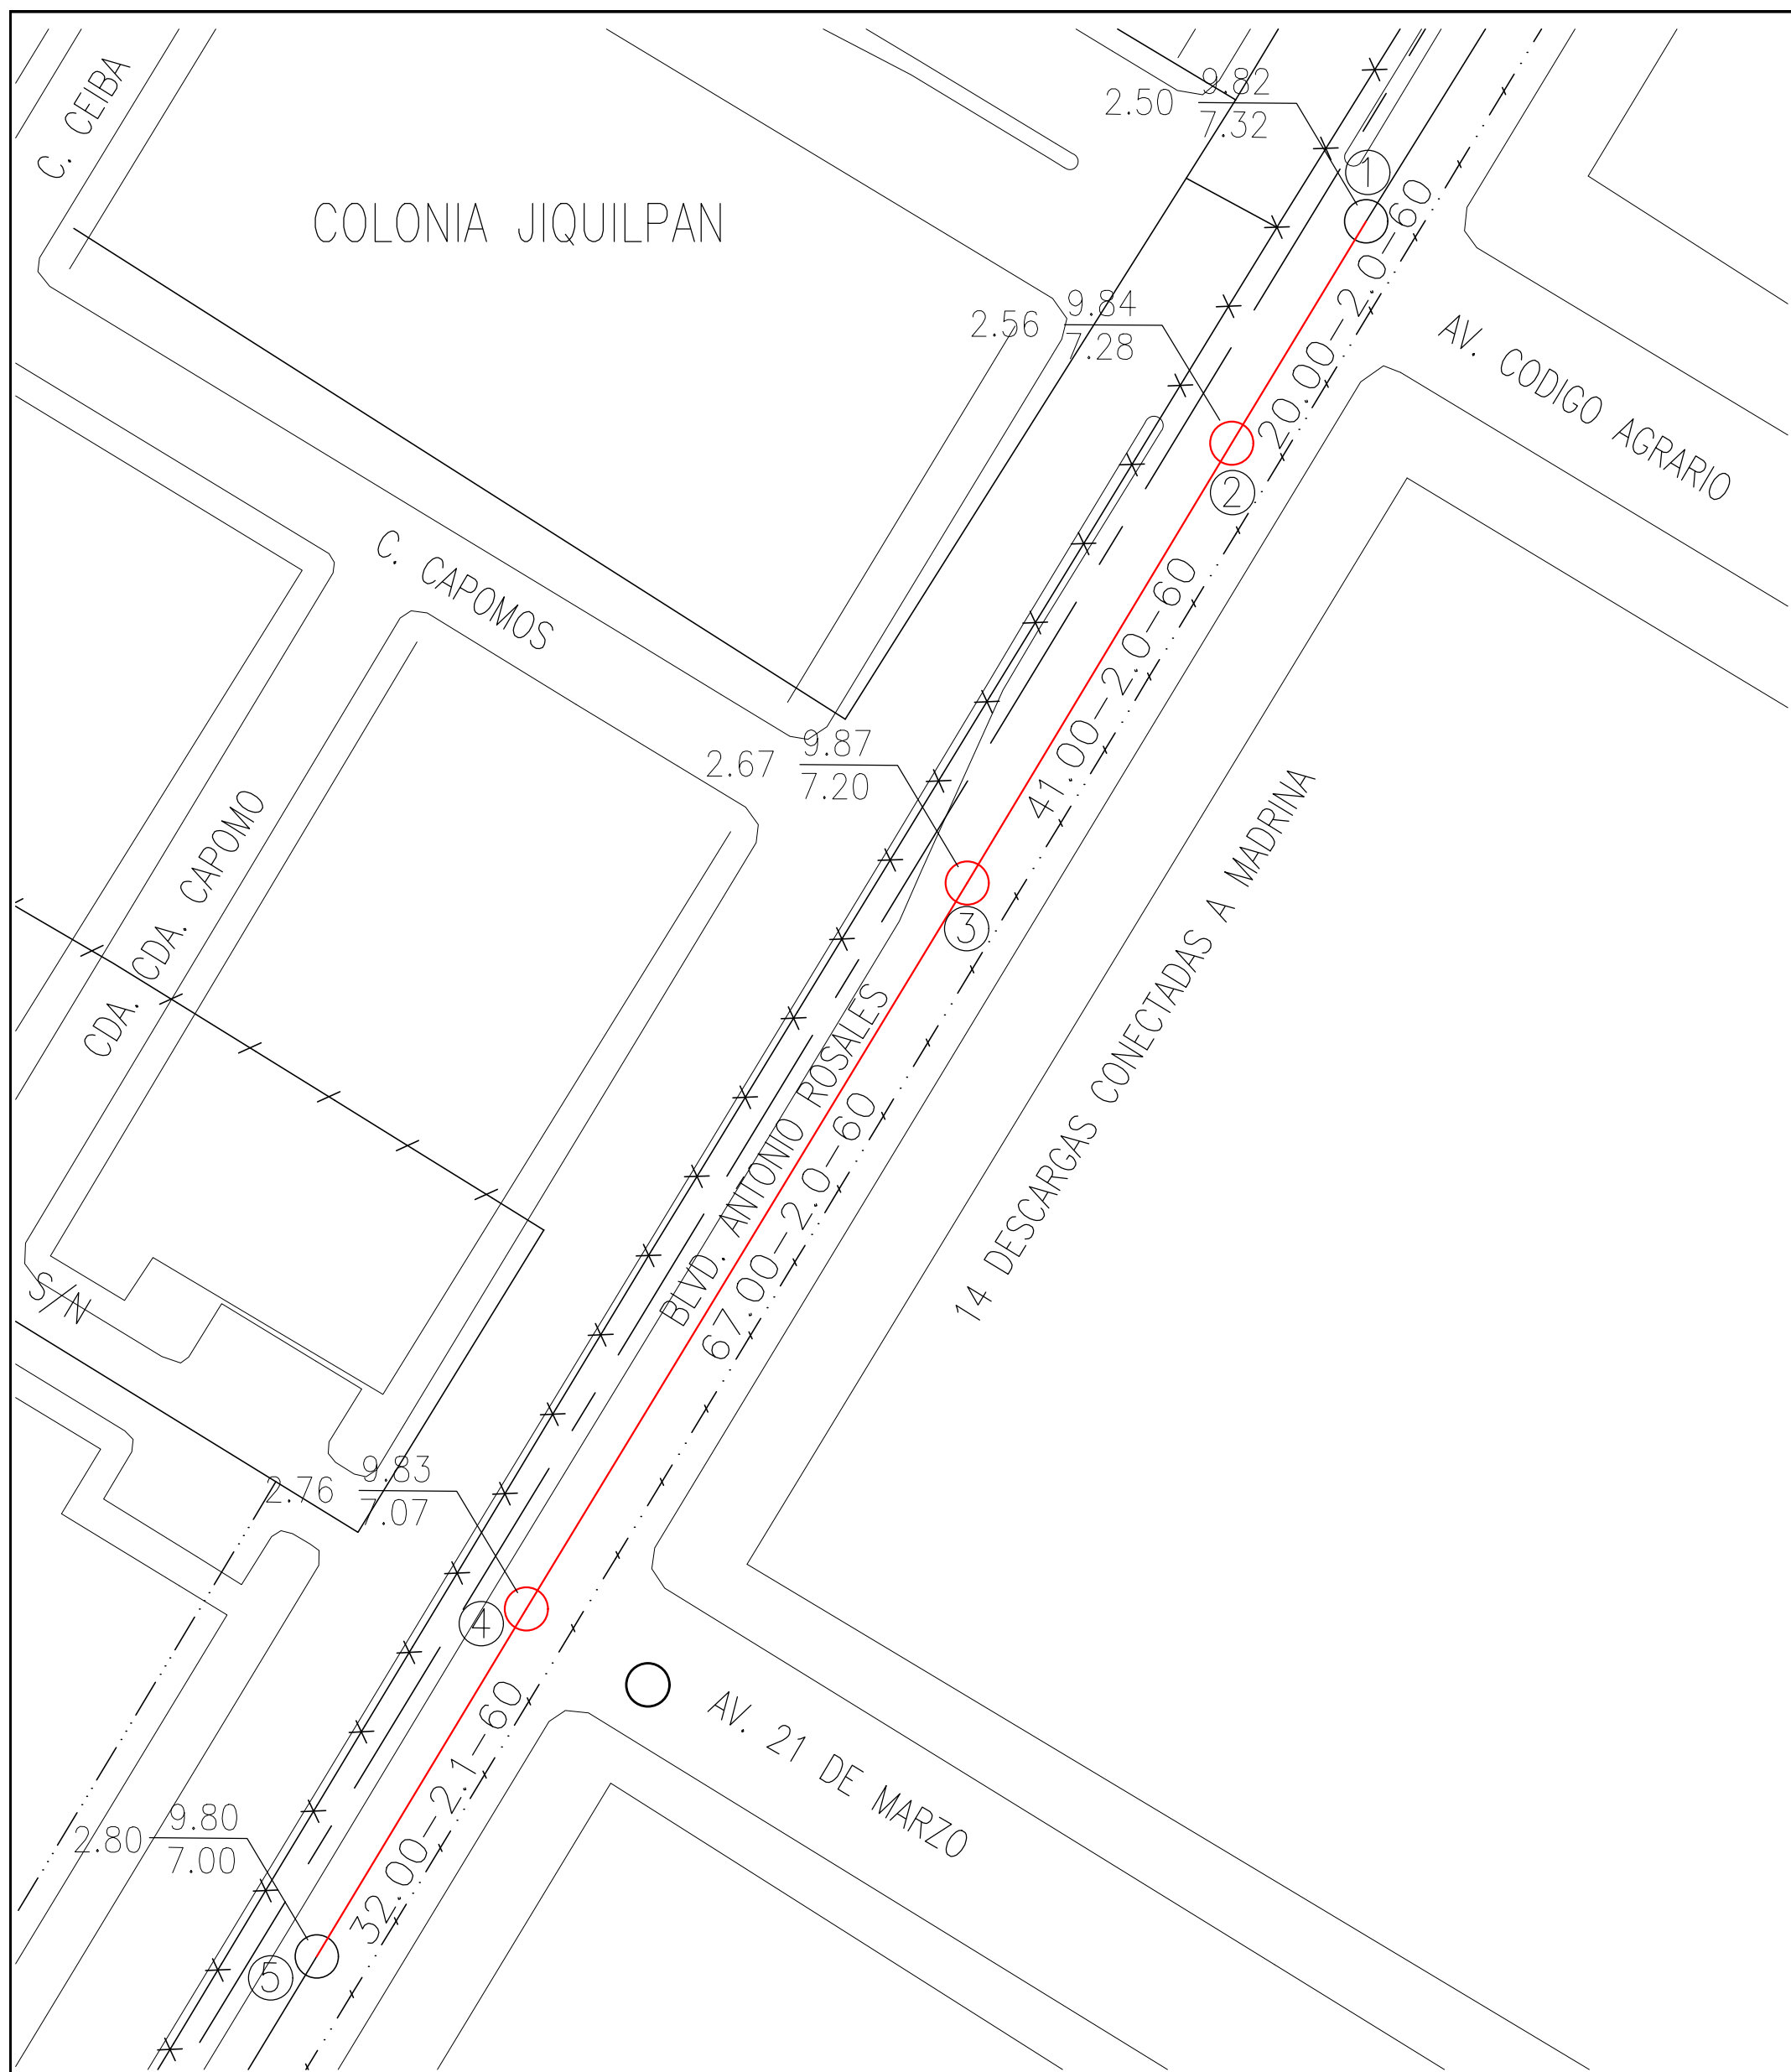 C. CEIBA
COLONIA JIQUILPAN
2.50
9.82
7.32
1
20.00-2.0-60
2.56
9.84
7.28
2
AV. CODIGO AGRARIO
C. CAPOMOS
41.00-2.0-60
2.67
9.87
7.20
3
CDA. CDA. CAPOMO
BLVD. ANTONIO ROSALES
67.00-2.0-60
14 DESCARGAS CONECTADAS A MADRINA
S/N
2.76
9.83
7.07
4
AV. 21 DE MARZO
32.00-2.1-60
2.80
9.80
7.00
5